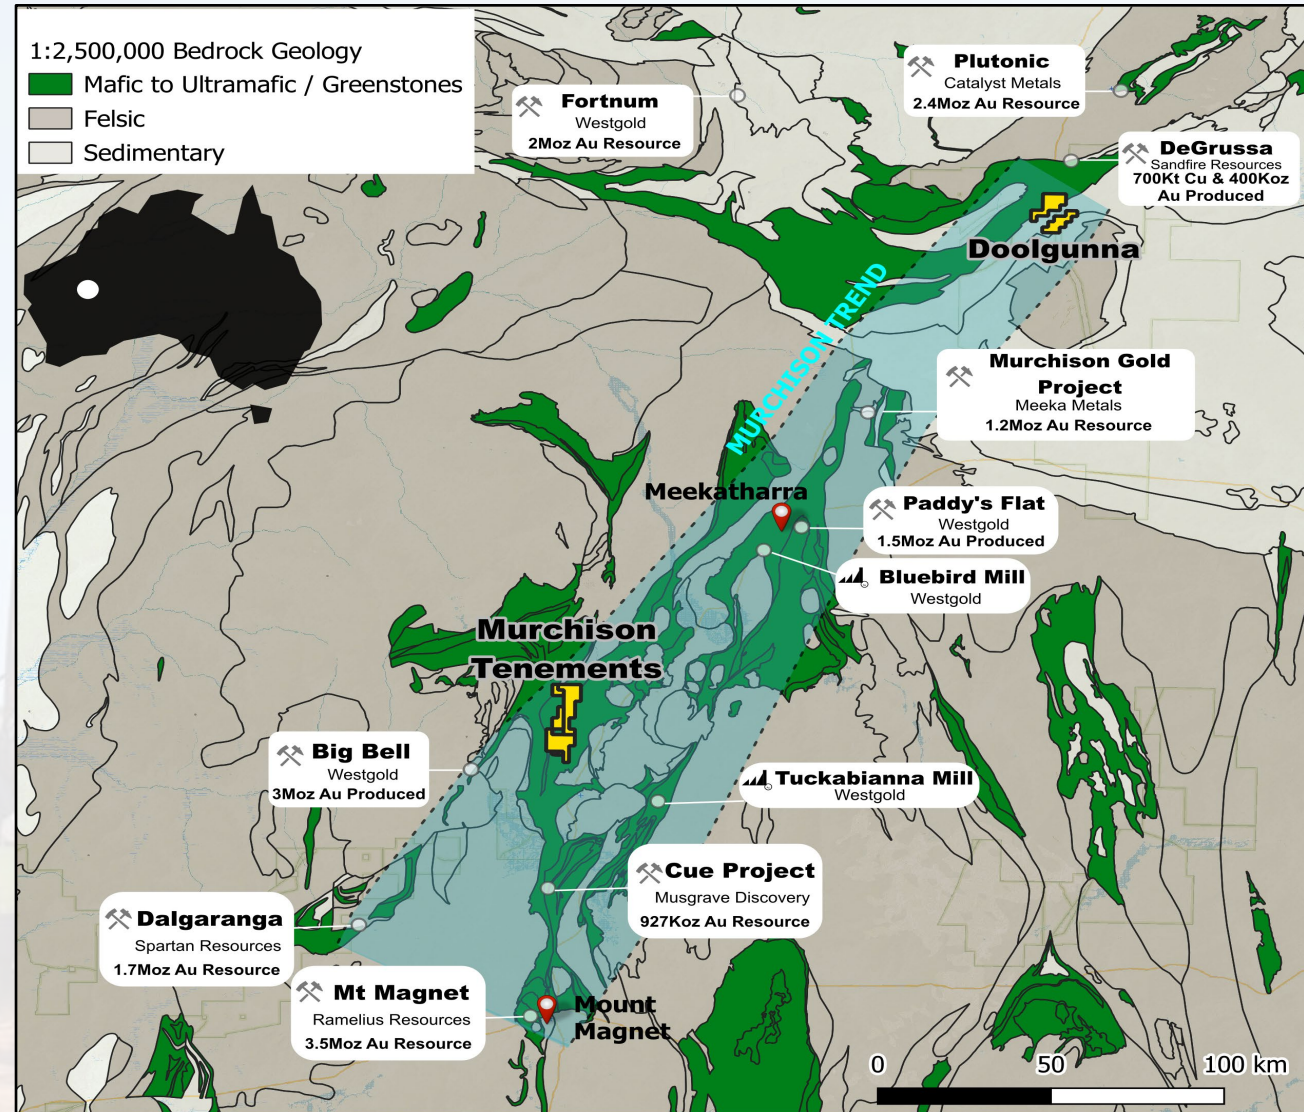 1:2,500,000 Bedrock Geology
Mafic to Ultramafic / Greenstones
Felsic
Sedimentary
Plutonic
Catalyst Metals
2.4Moz Au Resource
Fortnum
Westgold
2Moz Au Resource
DeGrussa
Sandfire Resources
700Kt Cu & 400Koz
Au Produced
Doolgunna
MURCHISON TREND
Murchison Gold
Project
Meeka Metals
1.2Moz Au Resource
Meekatharra
Paddy's Flat
Westgold
1.5Moz Au Produced
Bluebird Mill
Westgold
Murchison
Tenements
Big Bell
Westgold
3Moz Au Produced
Tuckabianna Mill
Westgold
Cue Project
Musgrave Discovery
927Koz Au Resource
Dalgaranga
Spartan Resources
1.7Moz Au Resource
Mt Magnet
Ramelius Resources
3.5Moz Au Resource
Mount
Magnet
0 50 100 km